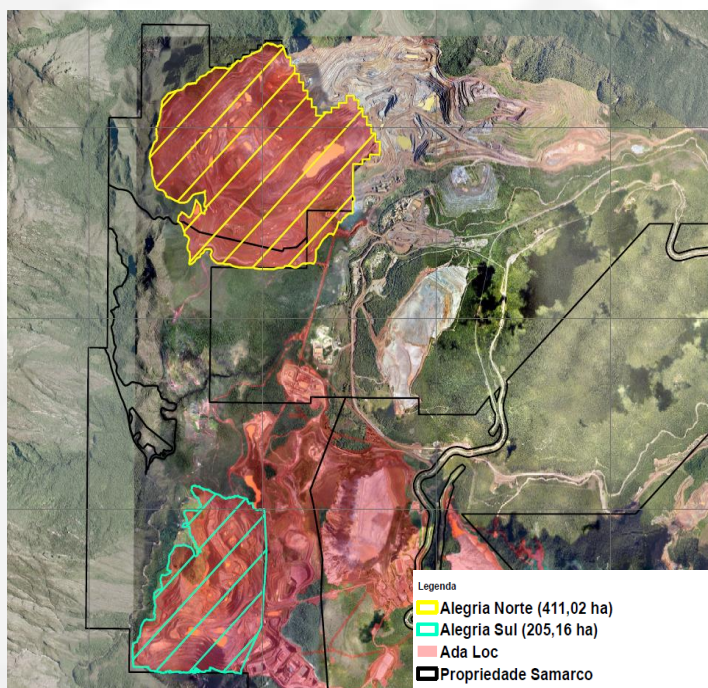 Legenda
Alegria Norte (411,02 ha)
Alegria Sul (205,16 ha)
Ada Loc
Propriedade Samarco